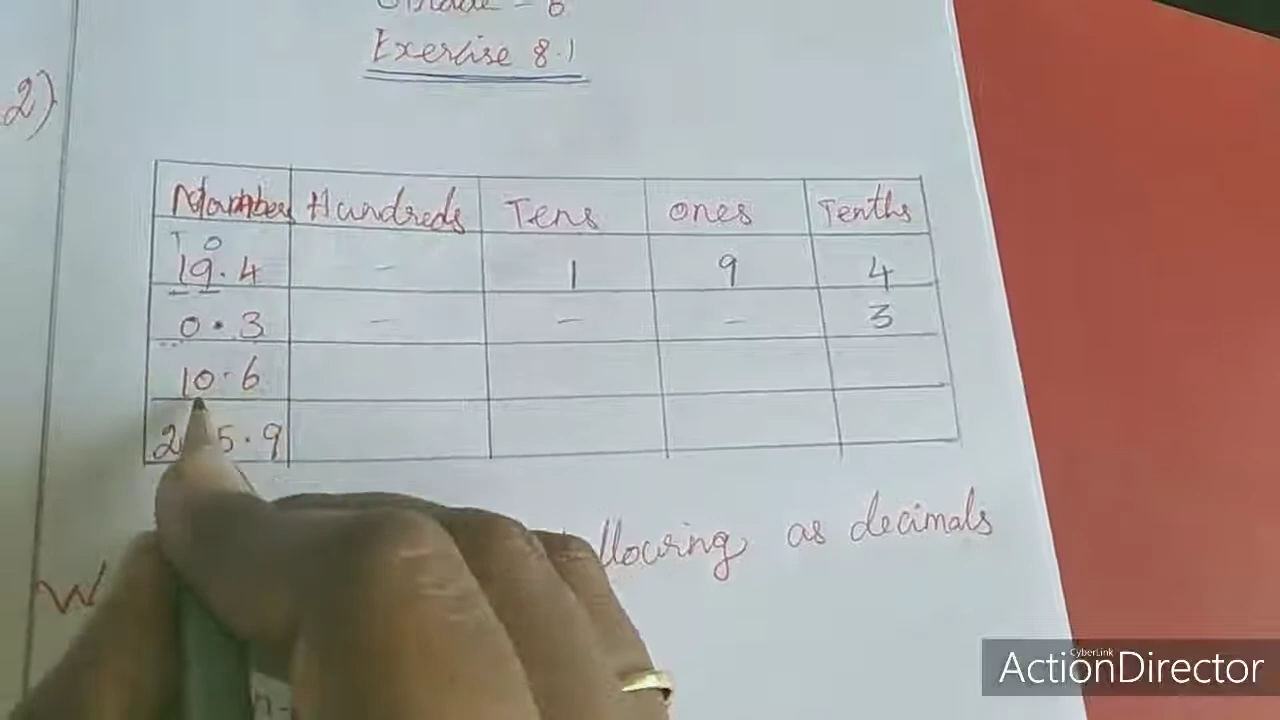 Exercise 8.1
2)
Number Hundreds Tens ones Tenths
T O
19.4 - 1 9 4
0.3 - - - 3
10.6
5.9
as decimals
CyberLink
ActionDirector